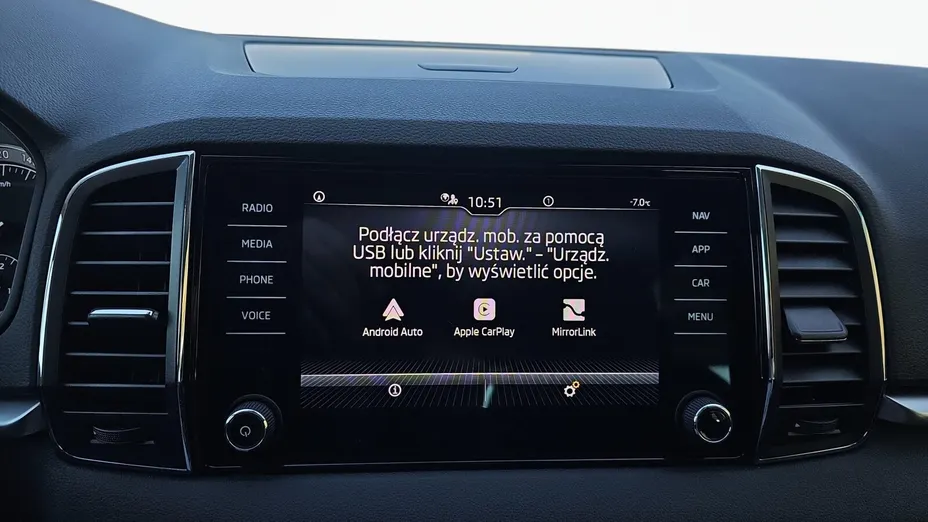 RADIO
MEDIA
PHONE
VOICE
10:51
-7.0°C
Podłącz urządz. mob. za pomocą
USB lub kliknij "Ustaw." – "Urządz.
mobilne", by wyświetlić opcje.
Android Auto
Apple CarPlay
MirrorLink
NAV
APP
CAR
MENU